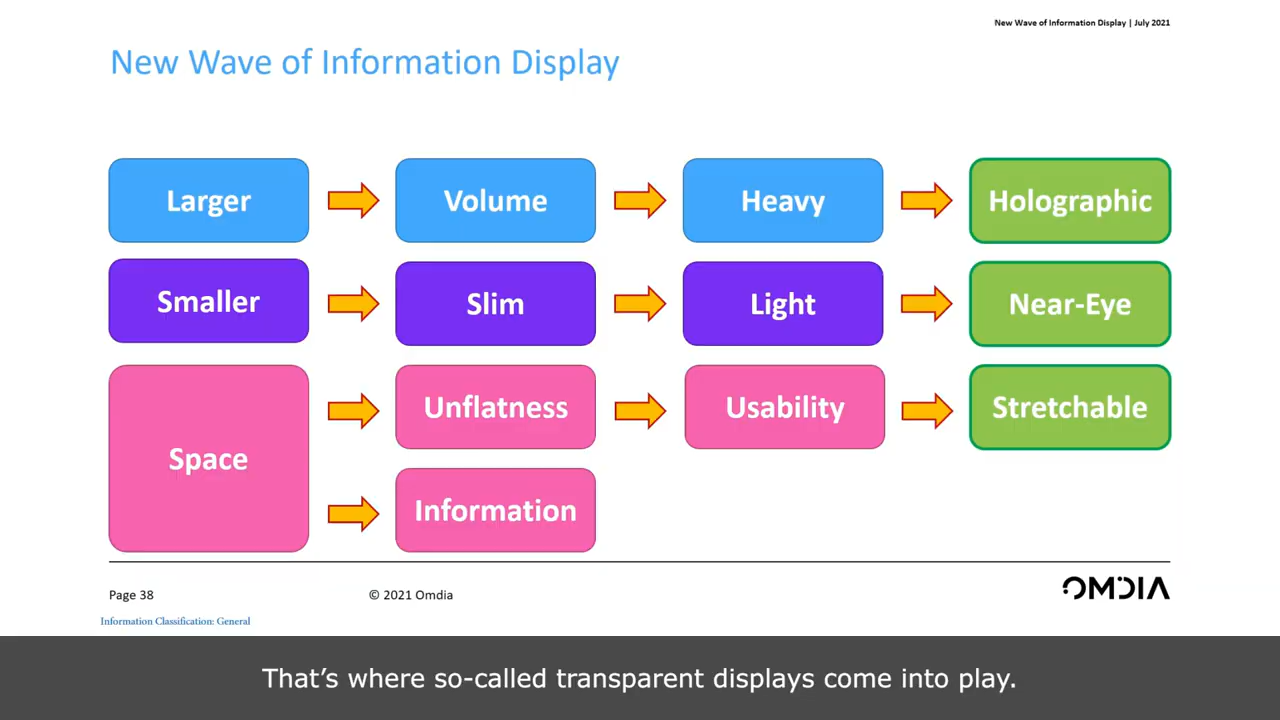 New Wave of Information Display | July 2021
New Wave of Information Display
Larger
Volume
Heavy
Holographic
Smaller
Slim
Light
Near-Eye
Space
Unflatness
Usability
Stretchable
Information
Page 38
© 2021 Omdia
OMDIA
Information Classification: General
That’s where so-called transparent displays come into play.